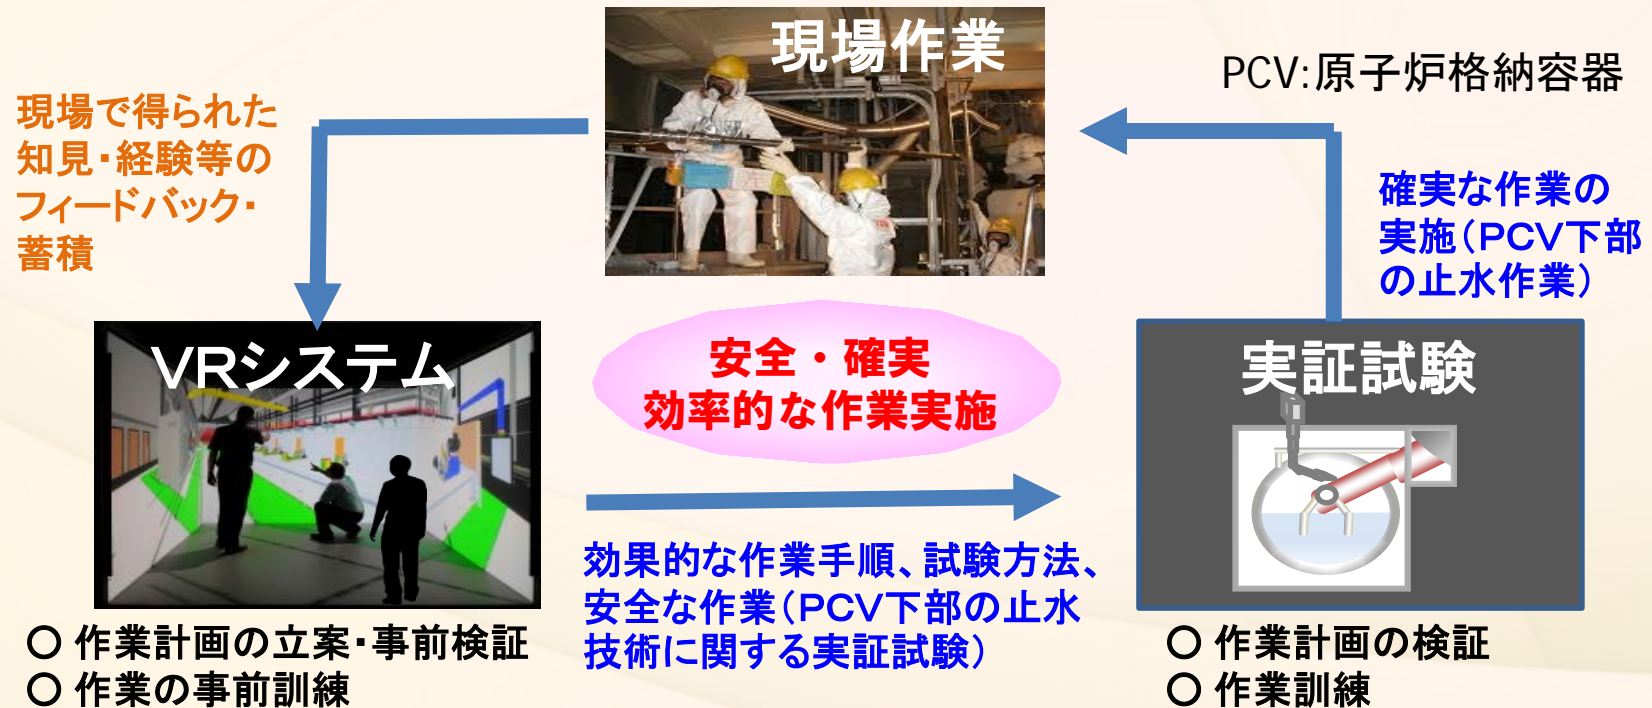 現場作業
PCV:原子炉格納容器
現場で得られた
知見・経験等の
フィードバック・
蓄積
確実な作業の
実施（PCV下部
の止水作業）
VRシステム
安全・確実
効率的な作業実施
実証試験
効果的な作業手順、試験方法、
安全な作業（PCV下部の止水
技術に関する実証試験）
○ 作業計画の立案・事前検証
○ 作業の事前訓練
○ 作業計画の検証
○ 作業訓練